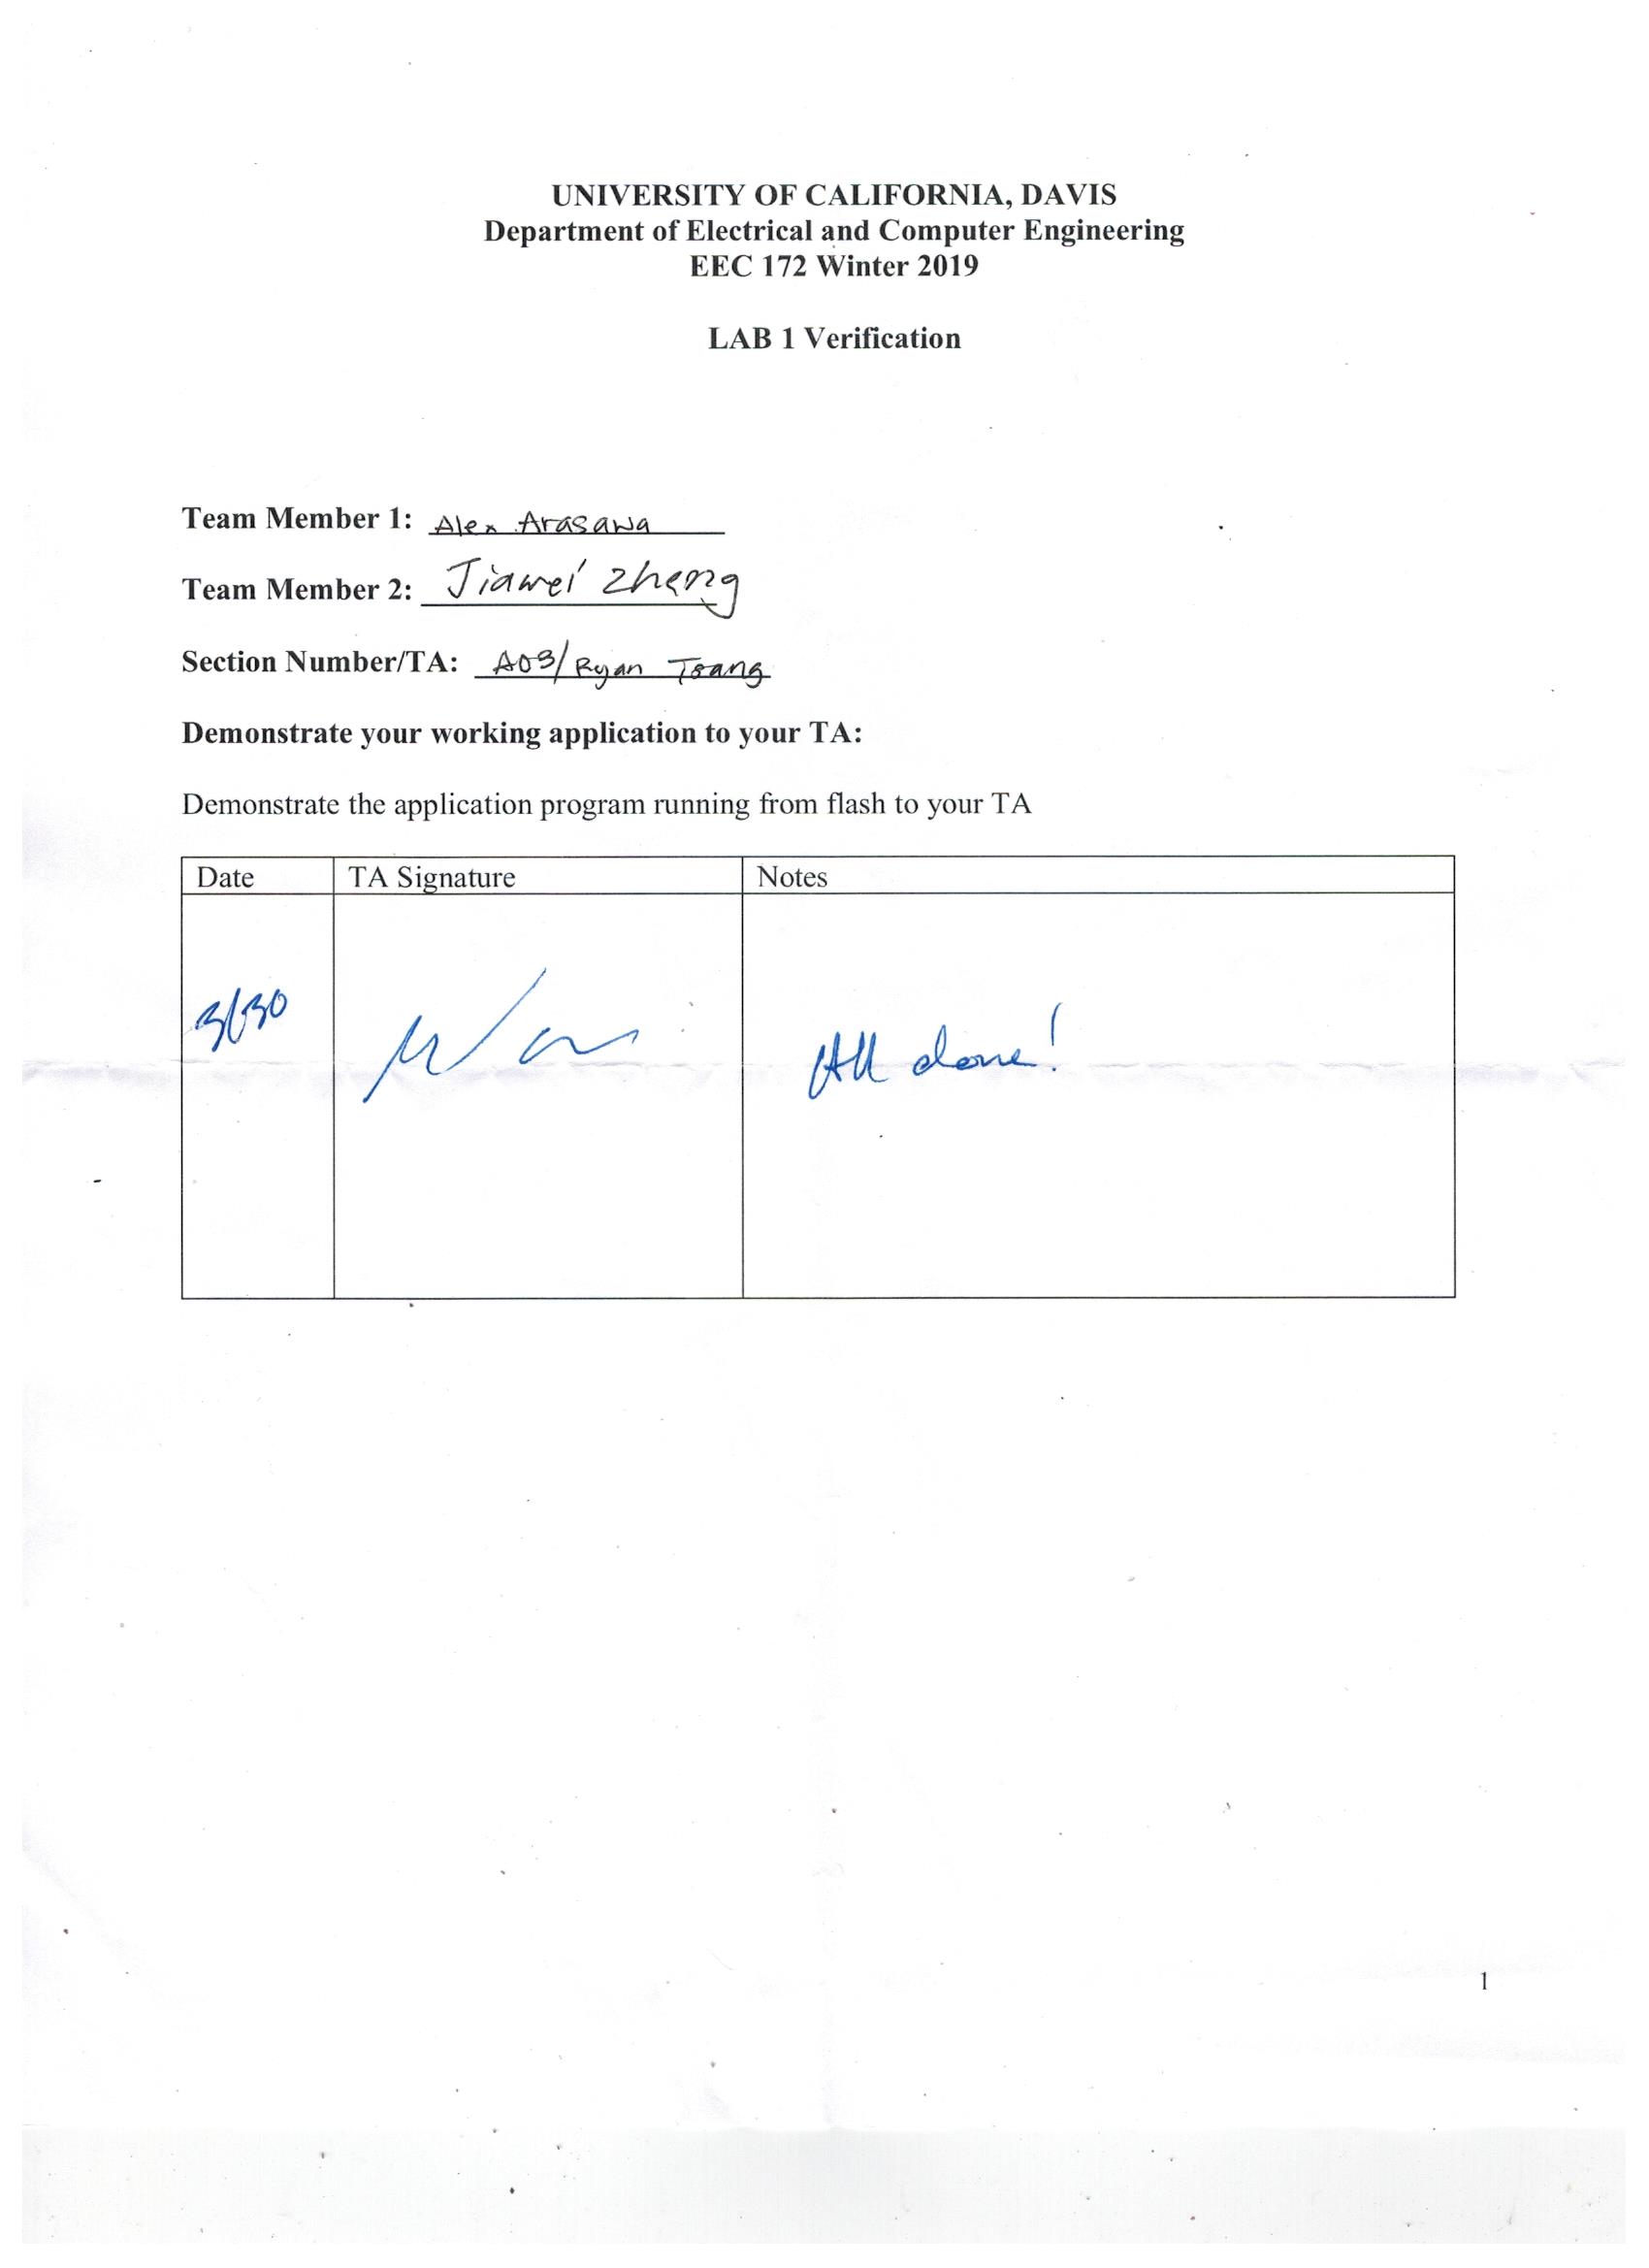 UNIVERSITY OF CALIFORNIA, DAVIS
Department of Electrical and Computer Engineering
EEC 172 Winter 2019
LAB 1 Verification
Team Member 1: Alex Arasawa
Team Member 2: Jiawei Zheng
Section Number/TA: A03/Ryan Tsang
Demonstrate your working application to your TA:
Demonstrate the application program running from flash to your TA
Date TA Signature Notes
3/30 All done!
1